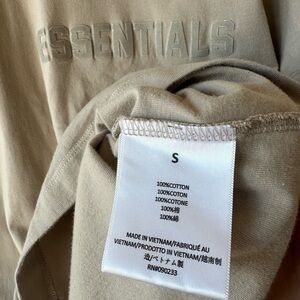 ESSENTIALS
S
100%COTTON
100%COTON
100%COTONE
100%棉
100%綿
MADE IN VIETNAM/FABRIQUÉ AU
VIETNAM/PRODOTTO IN VIETNAM/越南制
造/ベトナム製
RN#090233